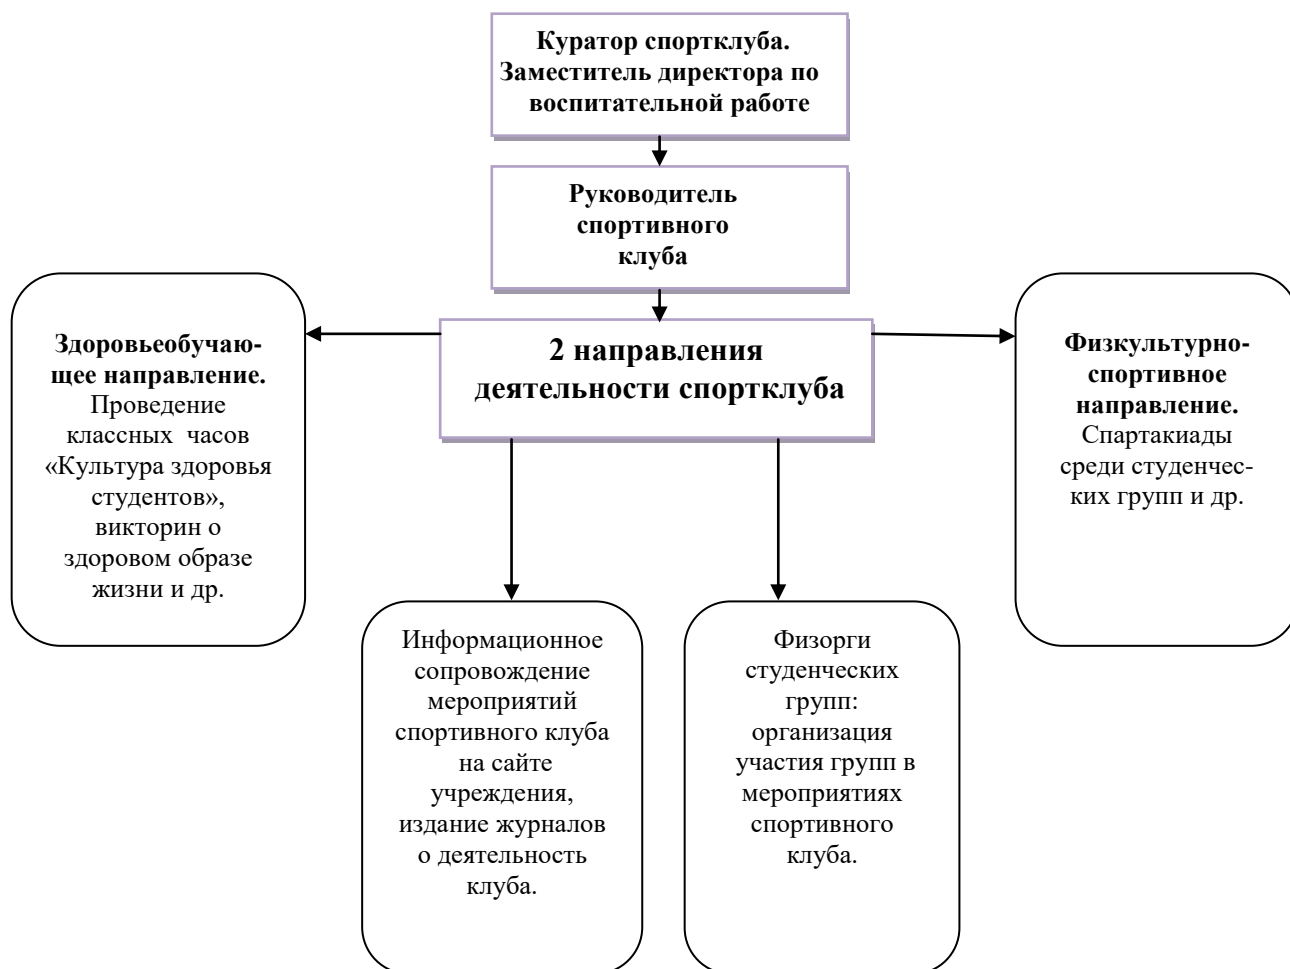 Куратор спортклуба.
Заместитель директора по
воспитательной работе
Руководитель
спортивного
клуба
2 направления
деятельности спортклуба
Здоровьеобучаю-
щее направление.
Проведение
классных часов
«Культура здоровья
студентов»,
викторин о
здоровом образе
жизни и др.
Физкультурно-
спортивное
направление.
Спартакиады
среди студенчес-
ких групп и др.
Информационное
сопровождение
мероприятий
спортивного клуба
на сайте
учреждения,
издание журналов
о деятельность
клуба.
Физорги
студенческих
групп:
организация
участия групп в
мероприятиях
спортивного
клуба.